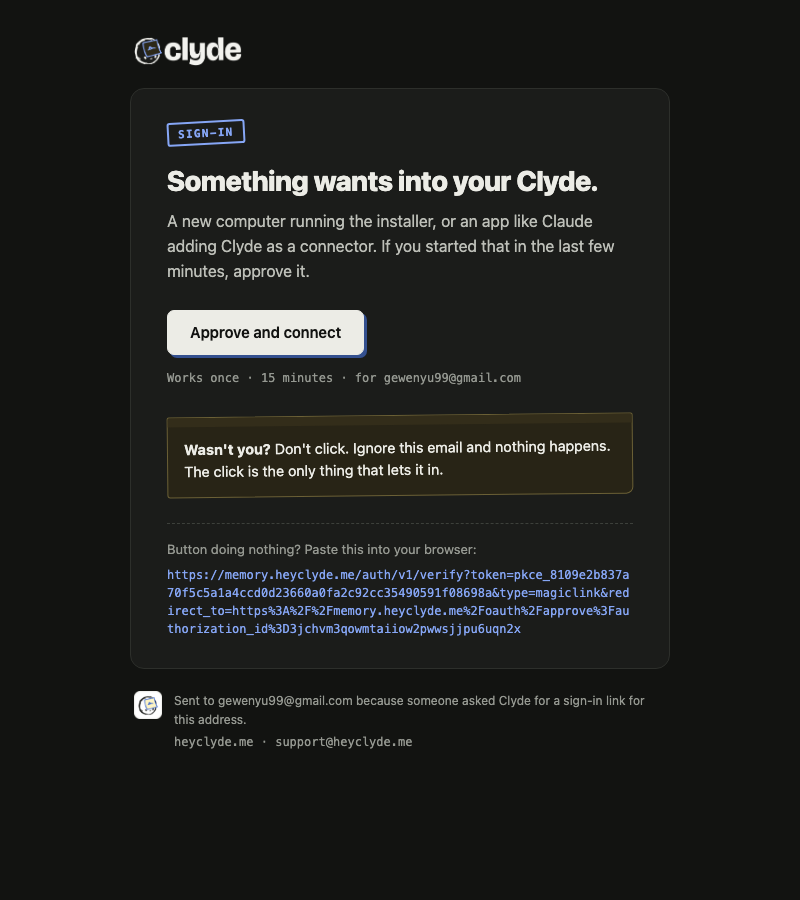 clyde
SIGN-IN
Something wants into your Clyde.
A new computer running the installer, or an app like Claude
adding Clyde as a connector. If you started that in the last few
minutes, approve it.
Approve and connect
Works once · 15 minutes · for gewenyu99@gmail.com
Wasn't you? Don't click. Ignore this email and nothing happens.
The click is the only thing that lets it in.
Button doing nothing? Paste this into your browser:
https://memory.heyclyde.me/auth/v1/verify?token=pkce_8109e2b837a
70f5c5a1a4ccd0d23660a0fa2c92cc35490591f08698a&type=magiclink&red
irect_to=https%3A%2F%2Fmemory.heyclyde.me%2Foauth%2Fapprove%3Fau
thorization_id%3D3jchvm3qowmtaiiow2pwwsjjpu6uqn2x
Sent to gewenyu99@gmail.com because someone asked Clyde for a sign-in link for
this address.
heyclyde.me · support@heyclyde.me